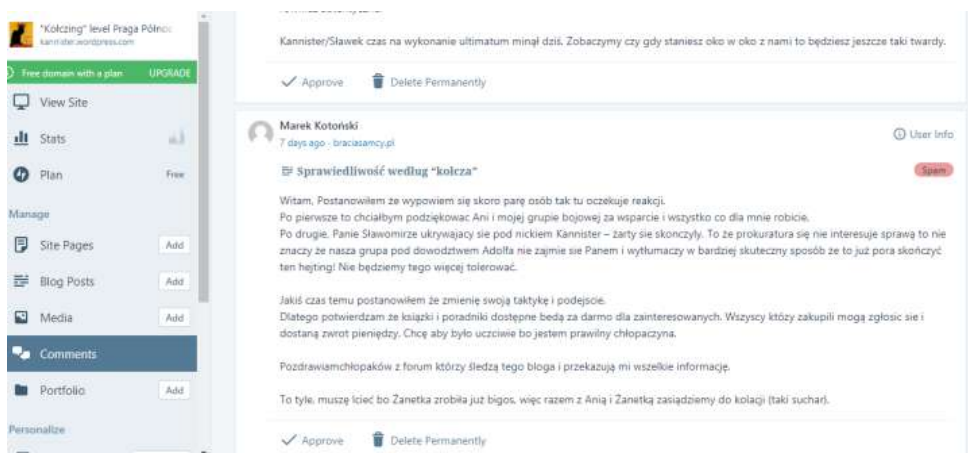 "Kołczing" level Praga Północ
kannister.wordpress.com
Free domain with a plan UPGRADE
View Site
Stats
Plan Free
Manage
Site Pages Add
Blog Posts Add
Media Add
Comments
Portfolio Add
Personalize
Kannister/Sławek czas na wykonanie ultimatum minął dziś. Zobaczymy czy gdy staniesz oko w oko z nami to będziesz jeszcze taki twardy.
Approve Delete Permanently
Marek Kotoński
7 days ago · braciasamcy.pl
User Info
Sprawiedliwość według "kołcza"
Spam
Witam, Postanowiłem że wypowiem się skoro parę osób tak tu oczekuje reakcji.
Po pierwsze to chciałbym podziękowac Ani i mojej grupie bojowej za wsparcie i wszystko co dla mnie robicie.
Po drugie, Panie Sławomirze ukrywajacy sie pod nickiem Kannister – żarty sie skonczyly. To że prokuratura się nie interesuje sprawą to nie
znaczy że nasza grupa pod dowodztwem Adolfa nie zajmie sie Panem i wytłumaczy w bardziej skuteczny sposób że to już pora skończyć
ten hejting! Nie będziemy tego więcej tolerować.
Jakiś czas temu postanowiłem że zmienię swoją taktykę i podejscie.
Dlatego potwierdzam że ksiązki i poradniki dostępne bedą za darmo dla zainteresowanych. Wszyscy którzy zakupili mogą zgłosic sie i
dostaną zwrot pieniędzy. Chcę aby było uczciwie bo jestem prawilny chłopaczyna.
Pozdrawiamchłopaków z forum którzy śledzą tego bloga i przekazują mi wszelkie informację.
To tyle, muszę Iciec bo Żanetka zrobiła już bigos, więc razem z Anią i Żanetką zasiądziemy do kolacji (taki suchar).
Approve Delete Permanently